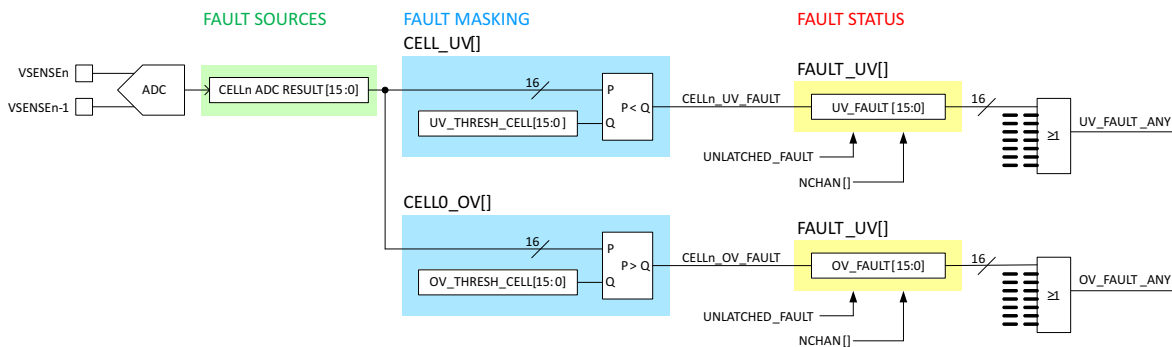 FAULT SOURCES
FAULT MASKING
FAULT STATUS
CELL_UV[]
VSENSEn
VSENSEn-1
ADC
CELLn ADC RESULT[15:0]
16
P
P < Q
Q
UV_THRESH_CELL[15:0]
CELLn_UV_FAULT
FAULT_UV[]
UV_FAULT [15:0]
16
≥1
UV_FAULT_ANY
UNLATCHED_FAULT
NCHAN[]
CELL0_OV[]
16
P
P > Q
Q
OV_THRESH_CELL[15:0]
CELLn_OV_FAULT
FAULT_UV[]
OV_FAULT [15:0]
16
≥1
OV_FAULT_ANY
UNLATCHED_FAULT
NCHAN[]